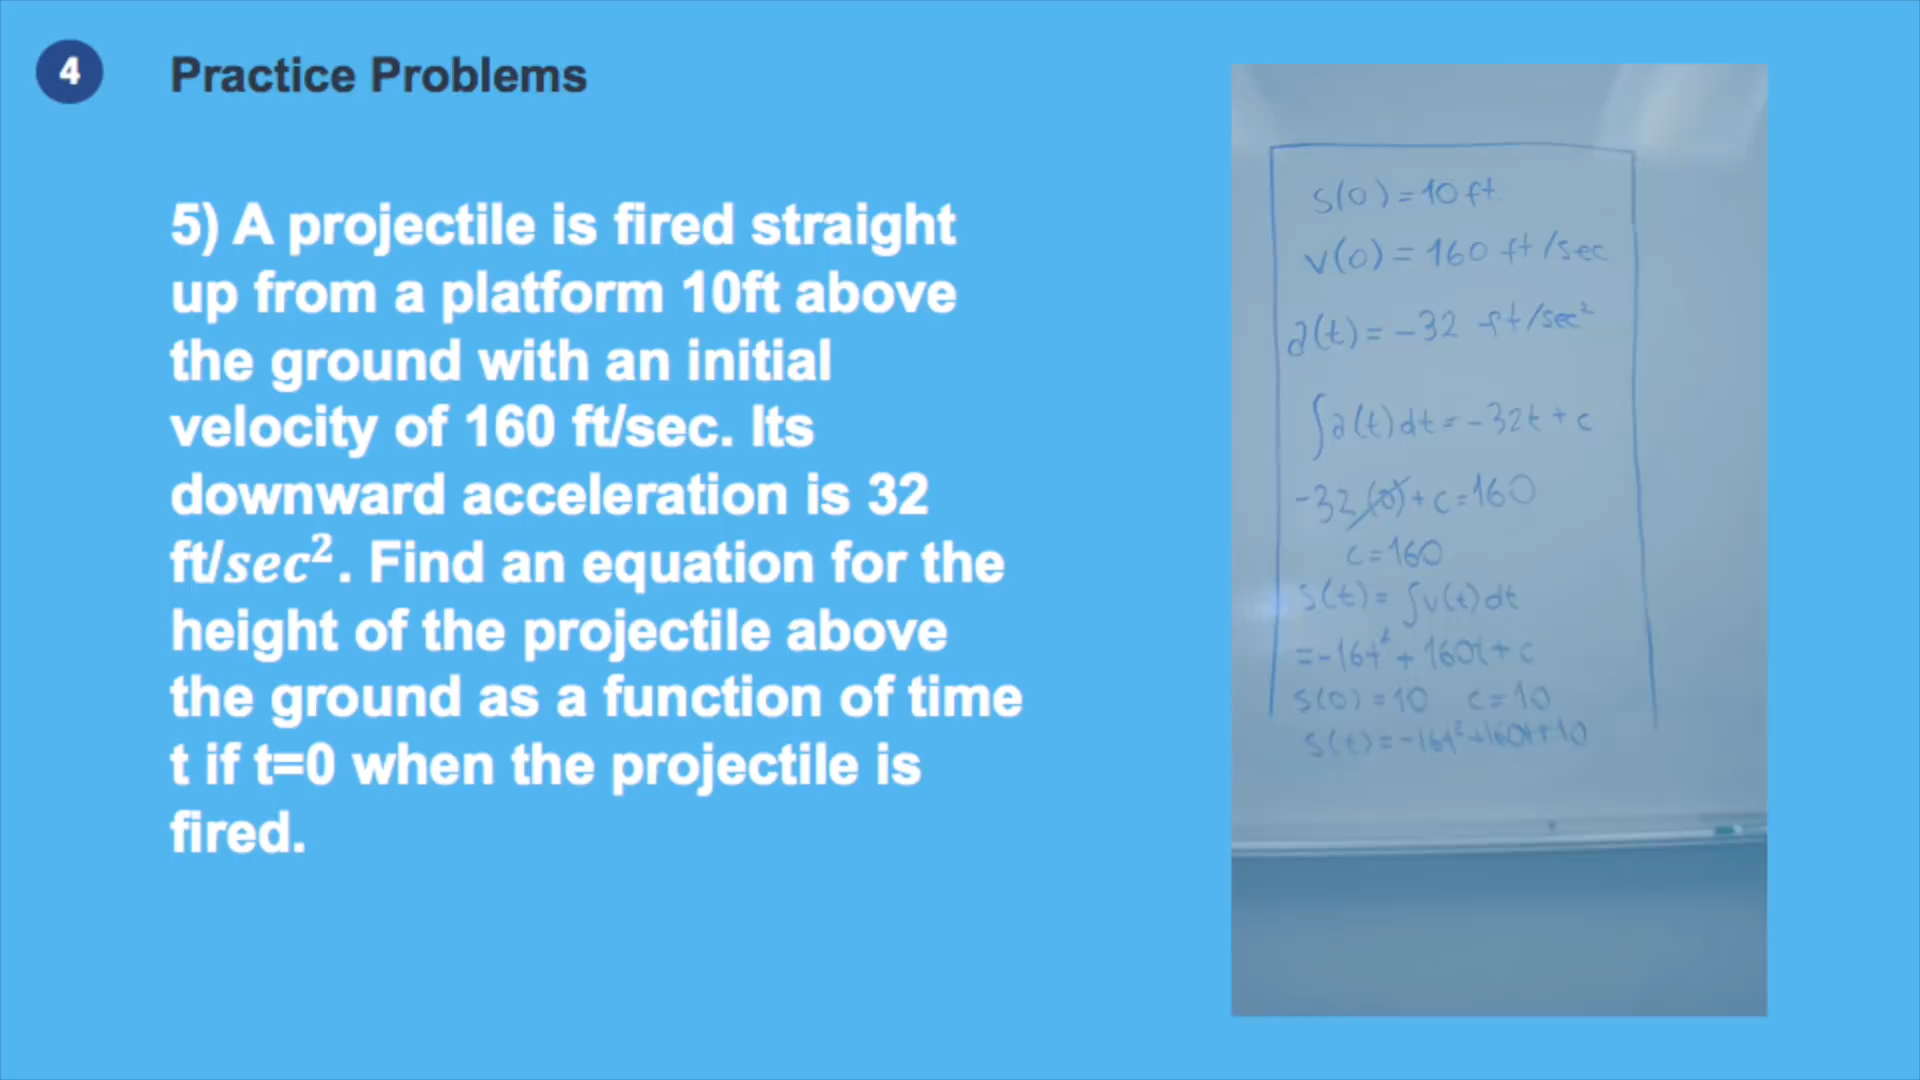 4
Practice Problems
5) A projectile is fired straight
up from a platform 10ft above
the ground with an initial
velocity of 160 ft/sec. Its
downward acceleration is 32
ft/sec². Find an equation for the
height of the projectile above
the ground as a function of time
t if t=0 when the projectile is
fired.
s(0) = 10 ft.
v(0) = 160 ft/sec
a(t) = -32 ft/sec²
∫a(t)dt = -32t + c
-32(0) + c = 160
c = 160
s(t) = ∫v(t)dt
= -16t² + 160t + c
s(0) = 10 c = 10
s(t) = -16t² + 160t + 10